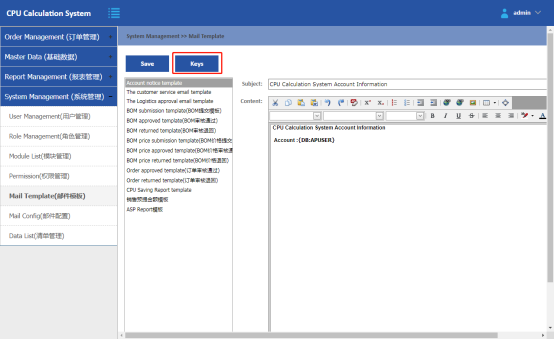 CPU Calculation System
admin
Order Management (订单管理)
Master Data (基础数据)
Report Management (报表管理)
System Management (系统管理)
User Management(用户管理)
Role Management(角色管理)
Module List(模块管理)
Permission(权限管理)
Mail Template(邮件模板)
Mail Config(邮件配置)
Data List(清单管理)
System Management >> Mail Template
Save
Keys
Account notice template
The customer service email template
The Logistics approval email template
BOM submission template(BOM提交模板)
BOM approved template(BOM审核通过)
BOM returned template(BOM审核退回)
BOM price submission template(BOM价格提交
BOM price approved template(BOM价格审核通
BOM price returned template(BOM价格退回)
Order approved template(订单审核通过)
Order returned template(订单审核退回)
CPU Saving Report template
销售预提金额模板
ASP Report模板
Subject:
CPU Calculation System Account Information
Content:
B I U S
CPU Calculation System Account Information
Account :{DB:APUSER}